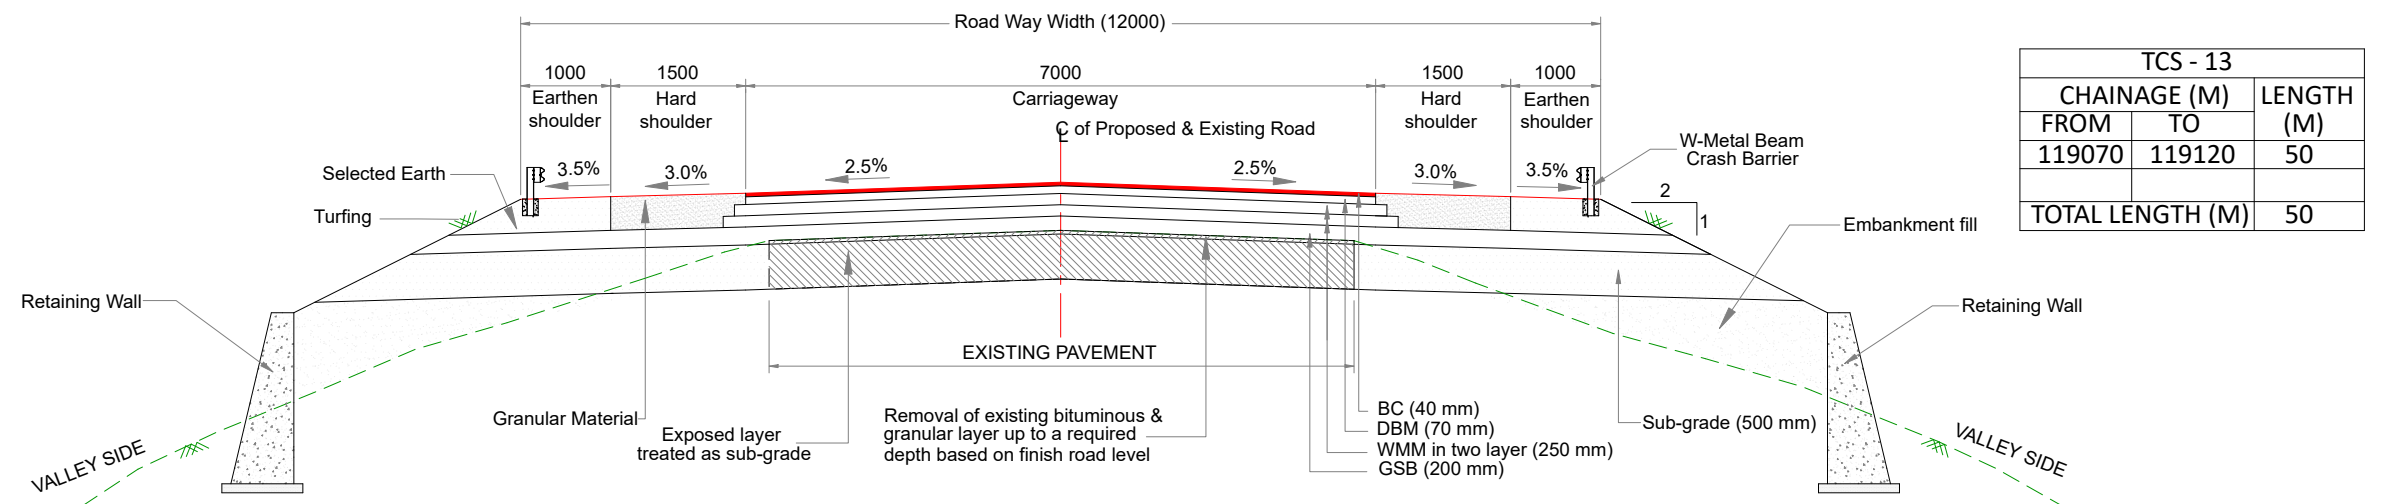 Road Way Width (12000)
1000
1500
7000
1500
1000
Earthen
shoulder
Hard
shoulder
Carriageway
Hard
shoulder
Earthen
shoulder
C
L
of Proposed & Existing Road
3.5%
3.0%
2.5%
2.5%
3.0%
3.5%
W-Metal Beam
Crash Barrier
Selected Earth
Turfing
2
1
Embankment fill
Retaining Wall
Retaining Wall
EXISTING PAVEMENT
Granular Material
Exposed layer
treated as sub-grade
Removal of existing bituminous &
granular layer up to a required
depth based on finish road level
BC (40 mm)
DBM (70 mm)
WMM in two layer (250 mm)
GSB (200 mm)
Sub-grade (500 mm)
VALLEY SIDE
VALLEY SIDE
TCS - 13
CHAINAGE (M) LENGTH
FROM TO (M)
119070 119120 50
TOTAL LENGTH (M) 50